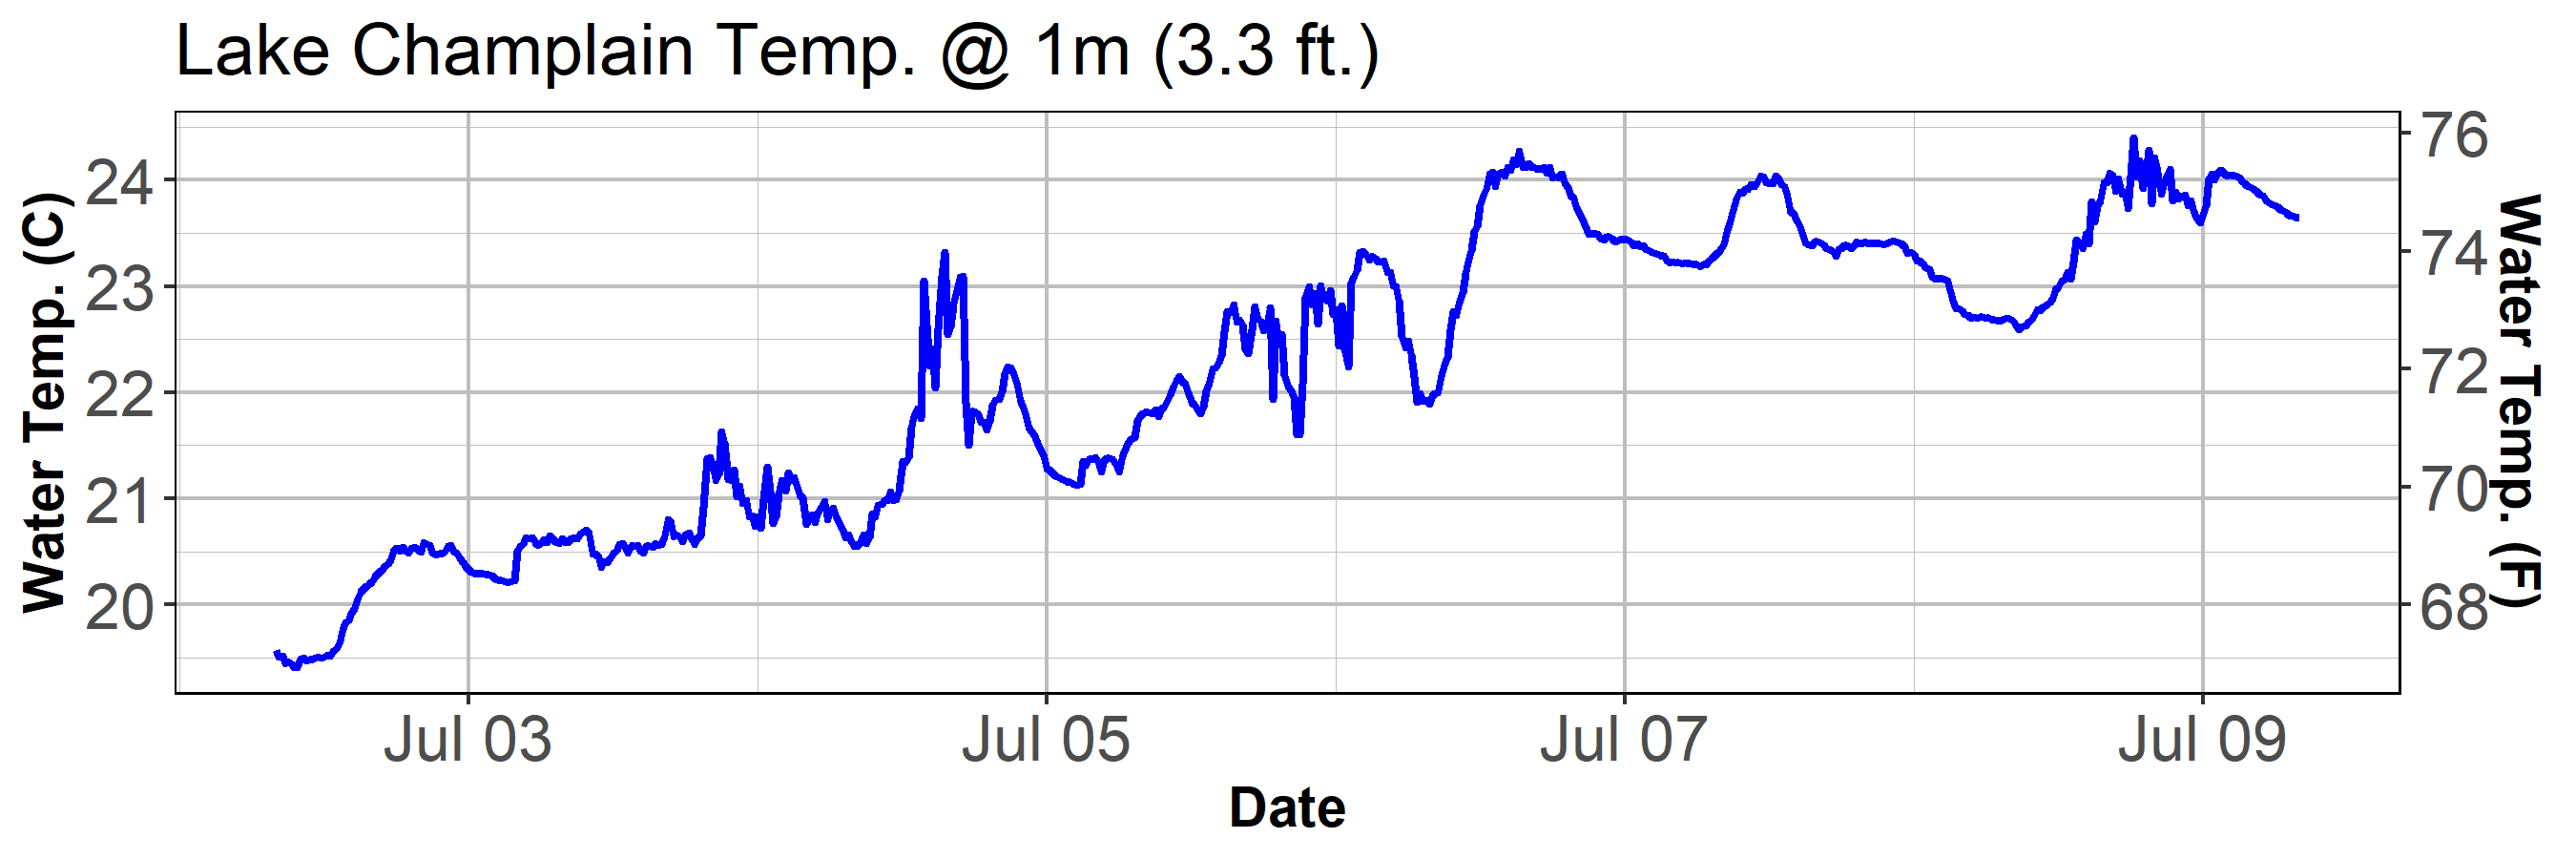 Lake Champlain Temp. @ 1m (3.3 ft.)
Water Temp. (C)
24
23
22
21
20
76
74
72
70
68
Water Temp. (F)
Jul 03
Jul 05
Jul 07
Jul 09
Date